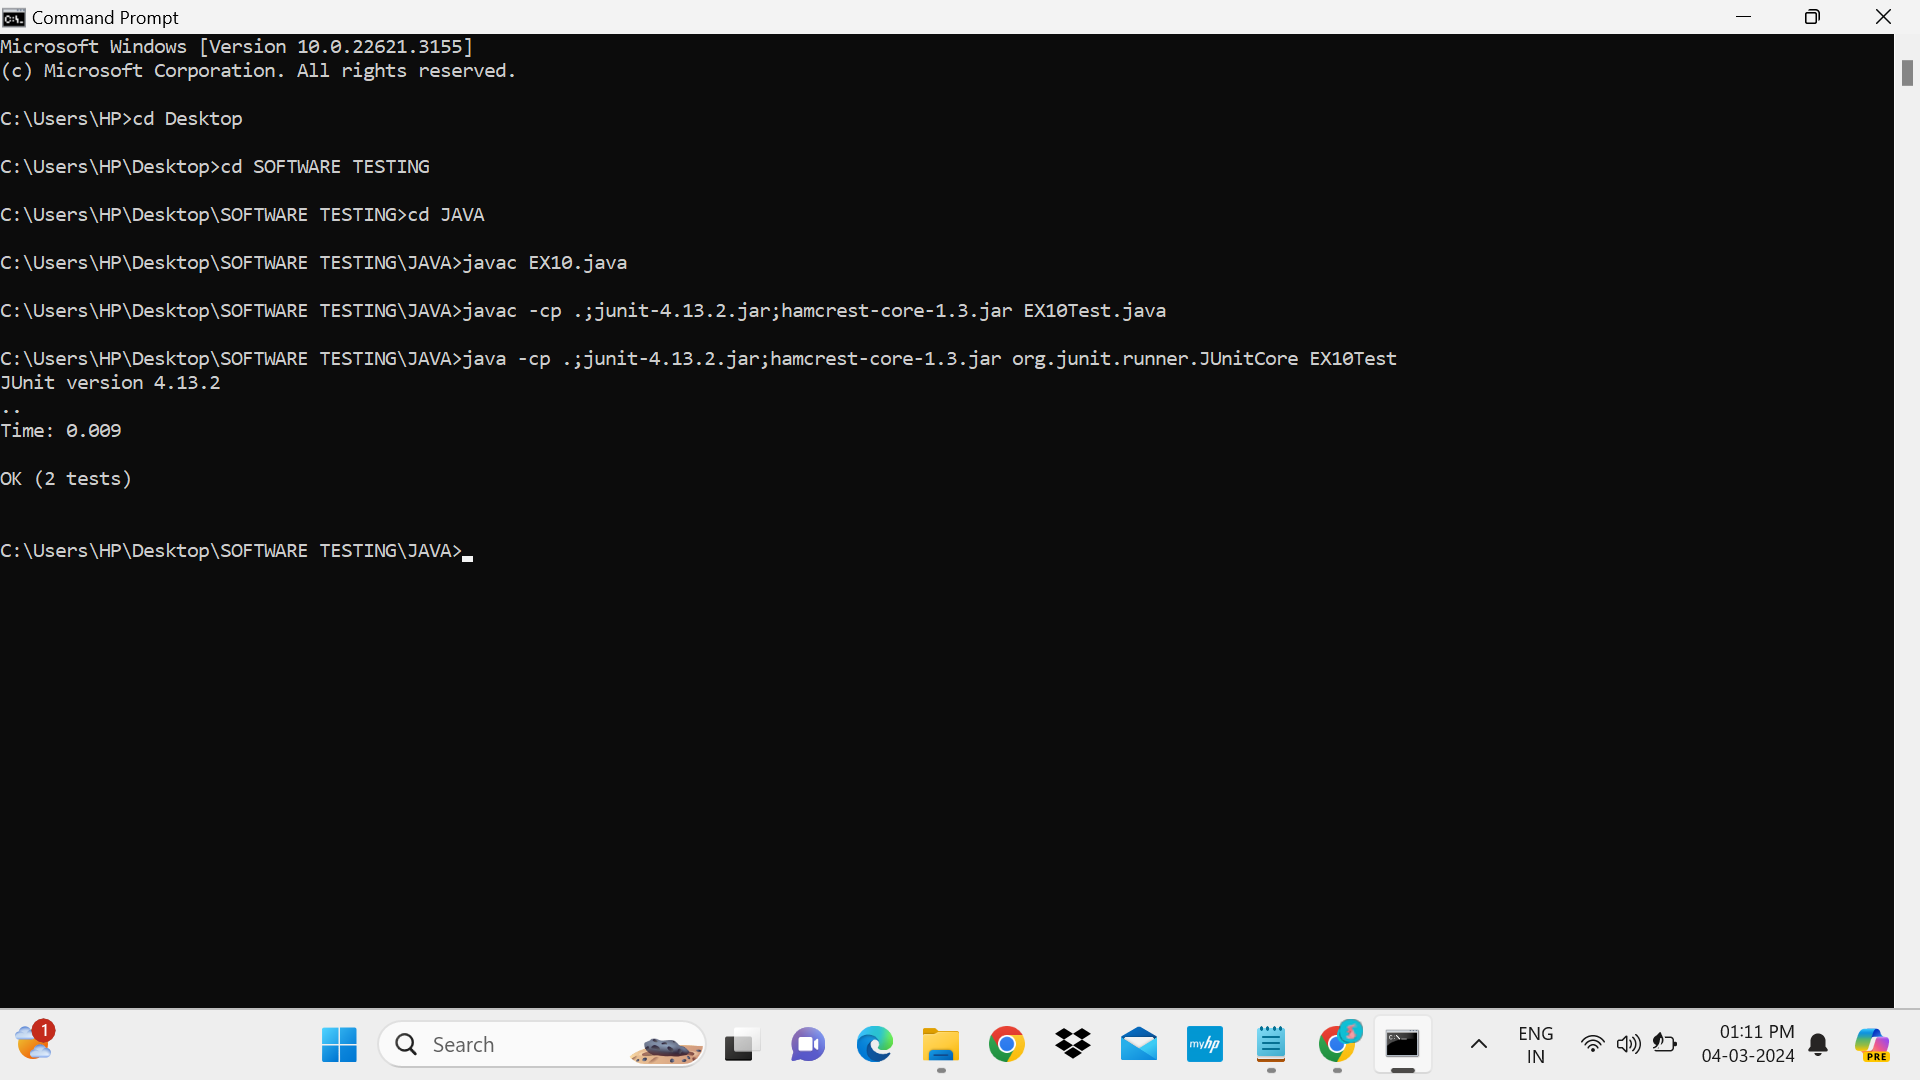 Command Prompt
Microsoft Windows [Version 10.0.22621.3155]
(c) Microsoft Corporation. All rights reserved.
C:\Users\HP>cd Desktop
C:\Users\HP\Desktop>cd SOFTWARE TESTING
C:\Users\HP\Desktop\SOFTWARE TESTING>cd JAVA
C:\Users\HP\Desktop\SOFTWARE TESTING\JAVA>javac EX10.java
C:\Users\HP\Desktop\SOFTWARE TESTING\JAVA>javac -cp .;junit-4.13.2.jar;hamcrest-core-1.3.jar EX10Test.java
C:\Users\HP\Desktop\SOFTWARE TESTING\JAVA>java -cp .;junit-4.13.2.jar;hamcrest-core-1.3.jar org.junit.runner.JUnitCore EX10Test
JUnit version 4.13.2
..
Time: 0.009
OK (2 tests)
C:\Users\HP\Desktop\SOFTWARE TESTING\JAVA>
1
Search
myhp
ENG
IN
01:11 PM
04-03-2024
PRE